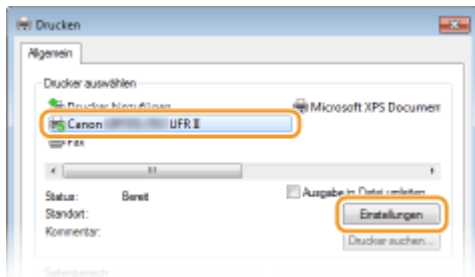 Drucken
Allgemein
Drucker auswählen
Drucker hinzufügen
Microsoft XPS Documen
Canon UFR II
Fax
Status: Bereit
Ausgabe in Datei umleiten
Standort:
Einstellungen
Kommentar:
Drucker suchen...
Seitenbereich